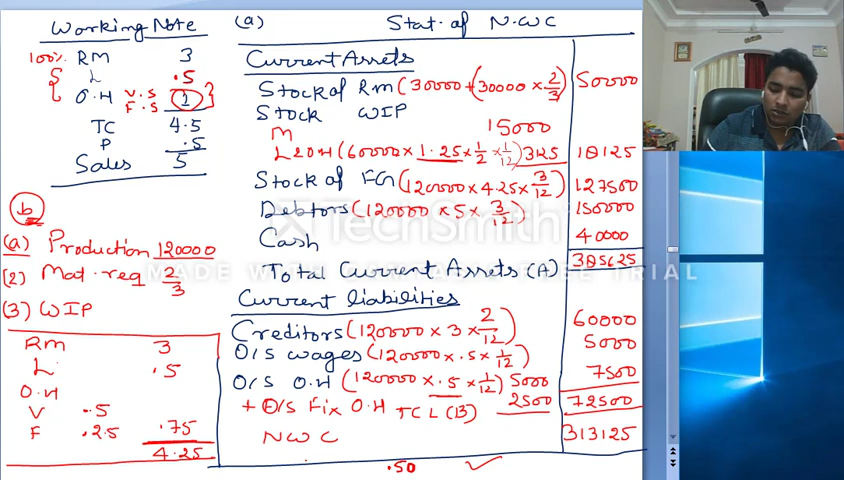 Working Note
100% RM 3
L .5
O.H V.S F.S 1
TC 4.5
P .5
Sales 5
(b)
(a) Production 120000
(2) Mat. req 2/3
(3) WIP
RM 3
L .5
O.H
V .5
F .25 .75
4.25
(a) Stat. of N.W.C
Current Assets
Stock of Rm (30000 + (30000 × 2/3) 50000
Stock WIP
M 15000
L & O H (60000 × 1.25 × 1/2 × 1/12) 3125 18125
Stock of FG (120000 × 4.25 × 3/12) 127500
Debtors (120000 × 5 × 3/12) 150000
Cash 40000
Total Current Assets (A) 385625
Current liabilities
Creditors (120000 × 3 × 2/12) 60000
O/S wages (120000 × .5 × 1/12) 5000
O/S O.H (120000 × .5 × 1/12) 5000 7500
+ O/S Fix O.H 2500
TCL (B) 72500
NWC 313125
.50
TechSmith
MADE WITH FREE TRIAL